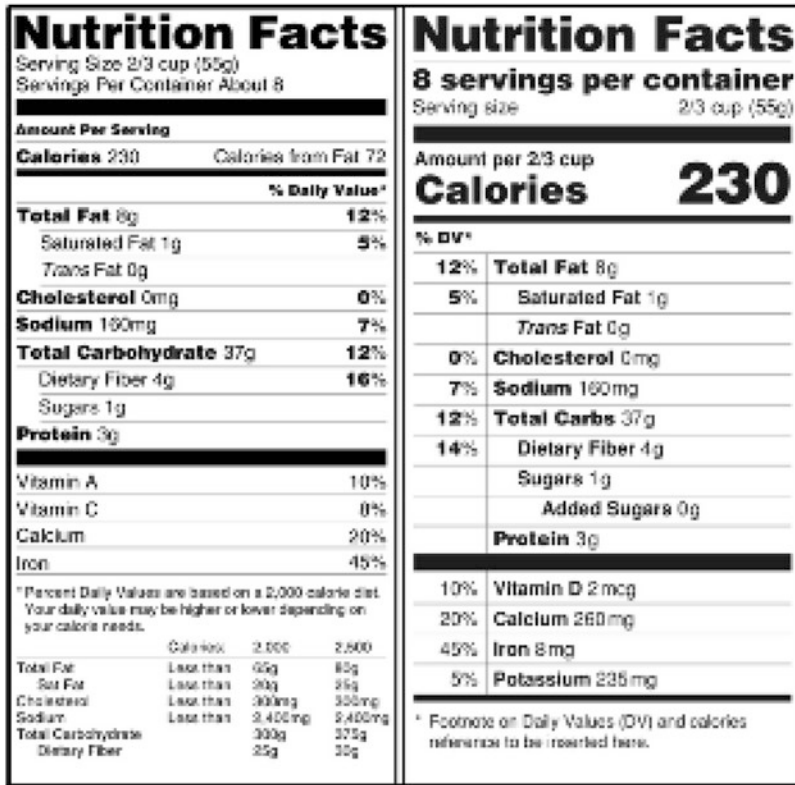 Nutrition Facts
Serving Size 2/3 cup (55g)
Servings Per Container About 8
Amount Per Serving
Calories 230 Calories from Fat 72
% Daily Value*
Total Fat 8g 12%
Saturated Fat 1g 5%
Trans Fat 0g
Cholesterol 0mg 0%
Sodium 160mg 7%
Total Carbohydrate 37g 12%
Dietary Fiber 4g 16%
Sugars 1g
Protein 3g
Vitamin A 10%
Vitamin C 8%
Calcium 20%
Iron 45%
* Percent Daily Values are based on a 2,000 calorie diet.
Your daily value may be higher or lower depending on
your calorie needs.
Calories: 2,000 2,500
Total Fat Less than 65g 80g
Sat Fat Less than 20g 25g
Cholesterol Less than 300mg 300mg
Sodium Less than 2,400mg 2,400mg
Total Carbohydrate 300g 375g
Dietary Fiber 25g 30g
Nutrition Facts
8 servings per container
Serving size 2/3 cup (55g)
Amount per 2/3 cup
Calories 230
% DV*
12% Total Fat 8g
5% Saturated Fat 1g
Trans Fat 0g
0% Cholesterol 0mg
7% Sodium 160mg
12% Total Carbs 37g
14% Dietary Fiber 4g
Sugars 1g
Added Sugars 0g
Protein 3g
10% Vitamin D 2mcg
20% Calcium 260mg
45% Iron 8mg
5% Potassium 235mg
* Footnote on Daily Values (DV) and calories
reference to be inserted here.